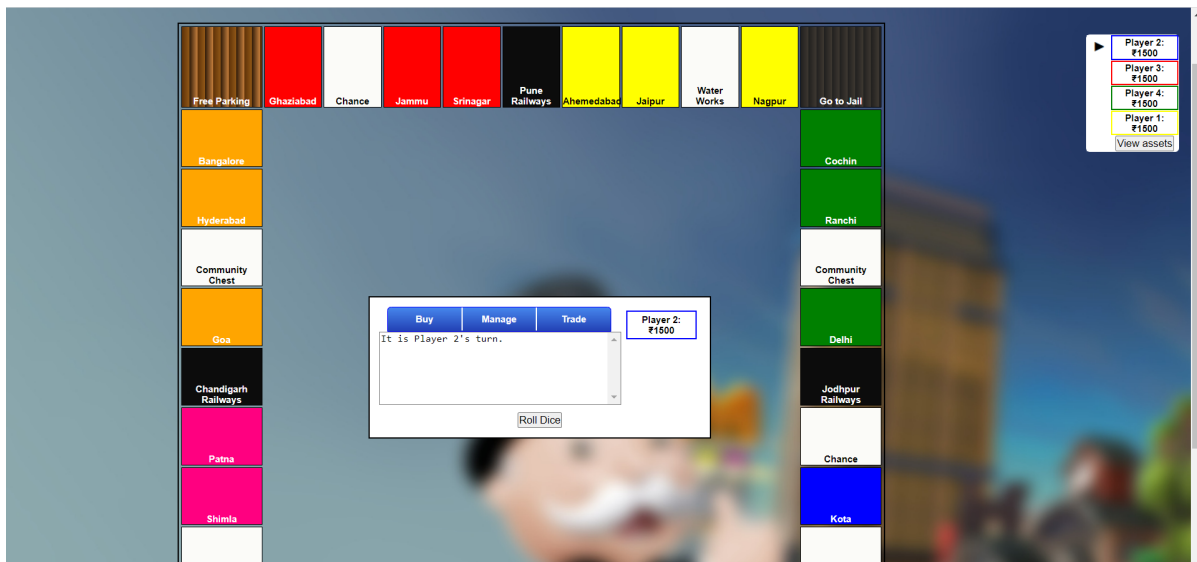 Free Parking
Ghaziabad
Chance
Jammu
Srinagar
Pune
Railways
Ahemedabad
Jaipur
Water
Works
Nagpur
Go to Jail
Player 2:
₹1500
Player 3:
₹1500
Player 4:
₹1500
Player 1:
₹1500
View assets
Bangalore
Cochin
Hyderabad
Ranchi
Community
Chest
Community
Chest
Buy
Manage
Trade
Player 2:
₹1500
It is Player 2's turn.
Goa
Delhi
Chandigarh
Railways
Jodhpur
Railways
Roll Dice
Patna
Chance
Shimla
Kota